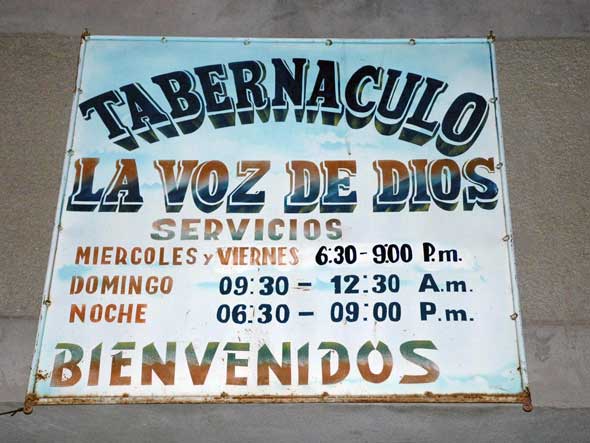 TABERNACULO
LA VOZ DE DIOS
SERVICIOS
MIERCOLES y VIERNES 6:30 - 9:00 P.m.
DOMINGO 09:30 - 12:30 A.m.
NOCHE 06:30 - 09:00 P.m.
BIENVENIDOS